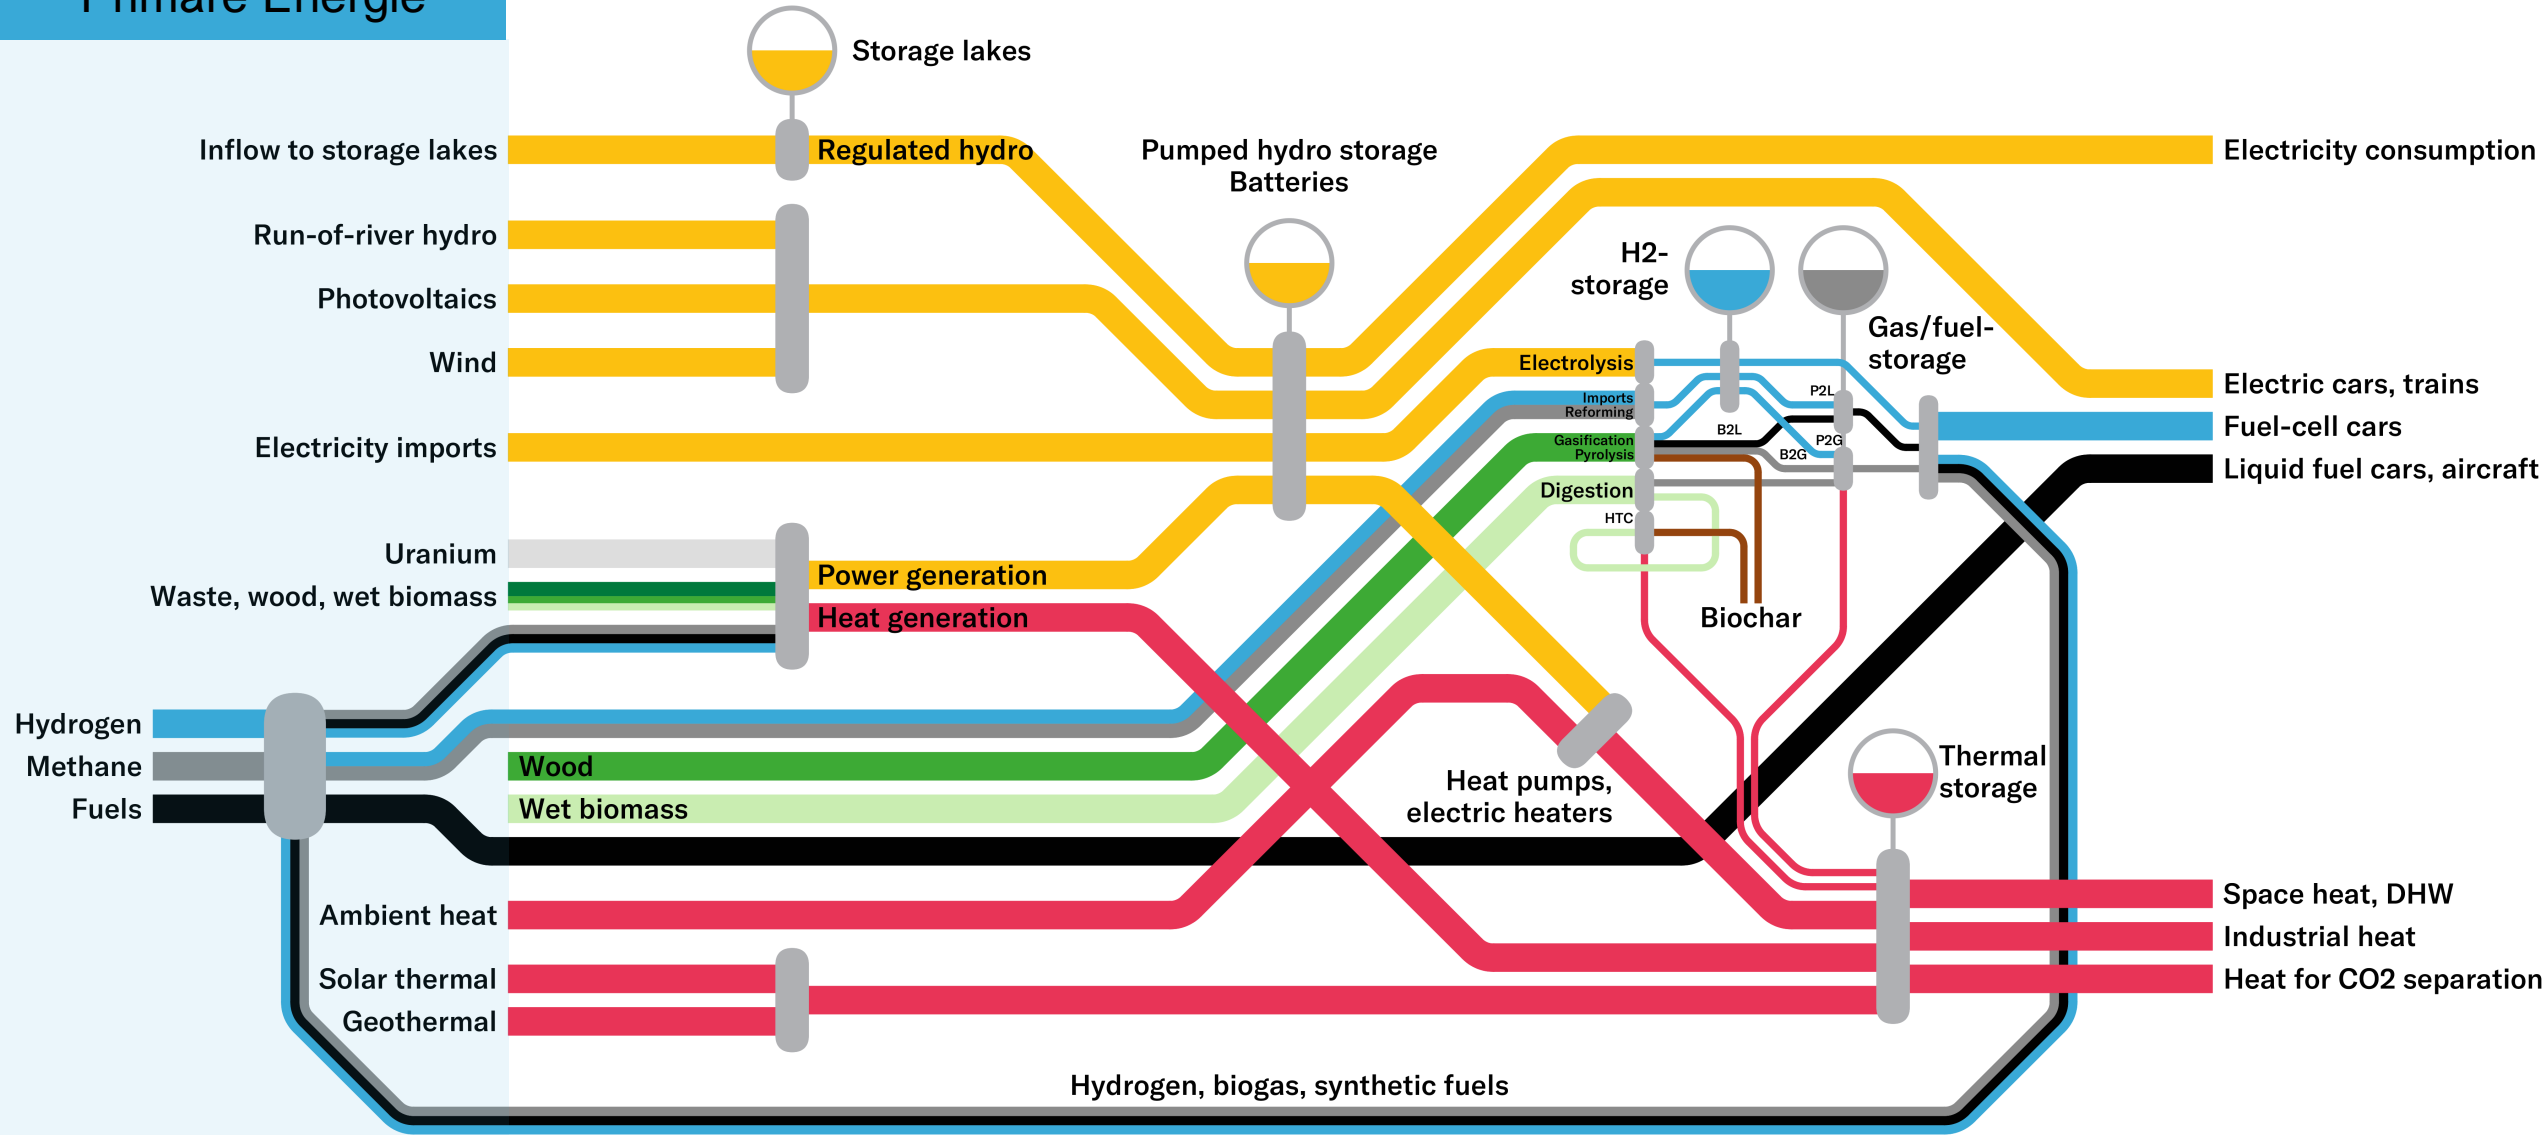 Primäre Energie
Storage lakes
Inflow to storage lakes
Regulated hydro
Pumped hydro storage
Batteries
Electricity consumption
Run-of-river hydro
H2-
storage
Photovoltaics
Gas/fuel-
storage
Wind
Electrolysis
Electric cars, trains
P2L
Imports
Reforming
Fuel-cell cars
B2L
P2G
Gasification
Pyrolysis
B2G
Electricity imports
Liquid fuel cars, aircraft
Digestion
HTC
Uranium
Power generation
Waste, wood, wet biomass
Heat generation
Biochar
Hydrogen
Methane
Wood
Fuels
Wet biomass
Heat pumps,
electric heaters
Thermal
storage
Space heat, DHW
Ambient heat
Industrial heat
Solar thermal
Heat for CO2 separation
Geothermal
Hydrogen, biogas, synthetic fuels